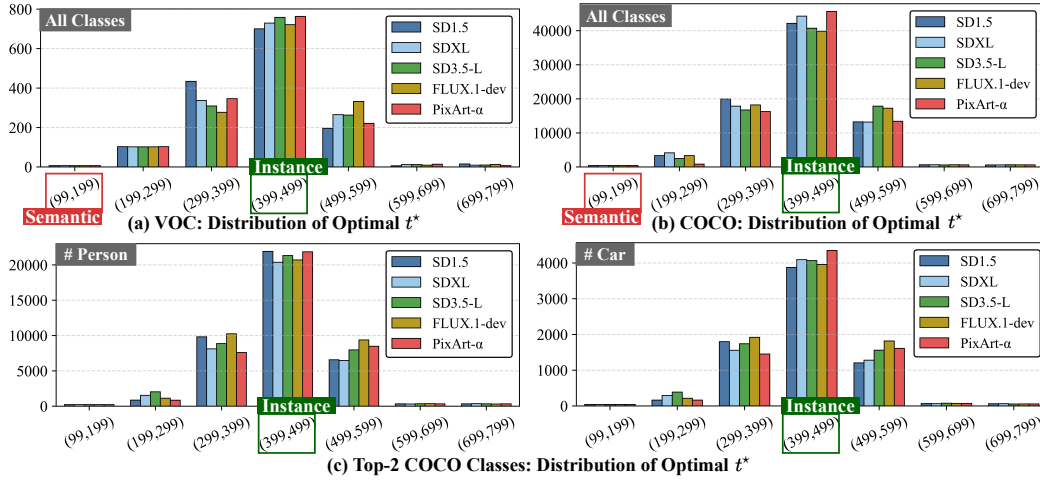 All Classes
800
600
400
200
0
SD1.5
SDXL
SD3.5-L
FLUX.1-dev
PixArt-α
Instance
(99,199)
(199,299)
(299,399)
(399,499)
(499,599)
(599,699)
(699,799)
Semantic
(a) VOC: Distribution of Optimal t*
All Classes
40000
30000
20000
10000
0
SD1.5
SDXL
SD3.5-L
FLUX.1-dev
PixArt-α
Instance
(99,199)
(199,299)
(299,399)
(399,499)
(499,599)
(599,699)
(699,799)
Semantic
(b) COCO: Distribution of Optimal t*
# Person
20000
15000
10000
5000
0
SD1.5
SDXL
SD3.5-L
FLUX.1-dev
PixArt-α
Instance
(99,199)
(199,299)
(299,399)
(399,499)
(499,599)
(599,699)
(699,799)
# Car
4000
3000
2000
1000
0
SD1.5
SDXL
SD3.5-L
FLUX.1-dev
PixArt-α
Instance
(99,199)
(199,299)
(299,399)
(399,499)
(499,599)
(599,699)
(699,799)
(c) Top-2 COCO Classes: Distribution of Optimal t*